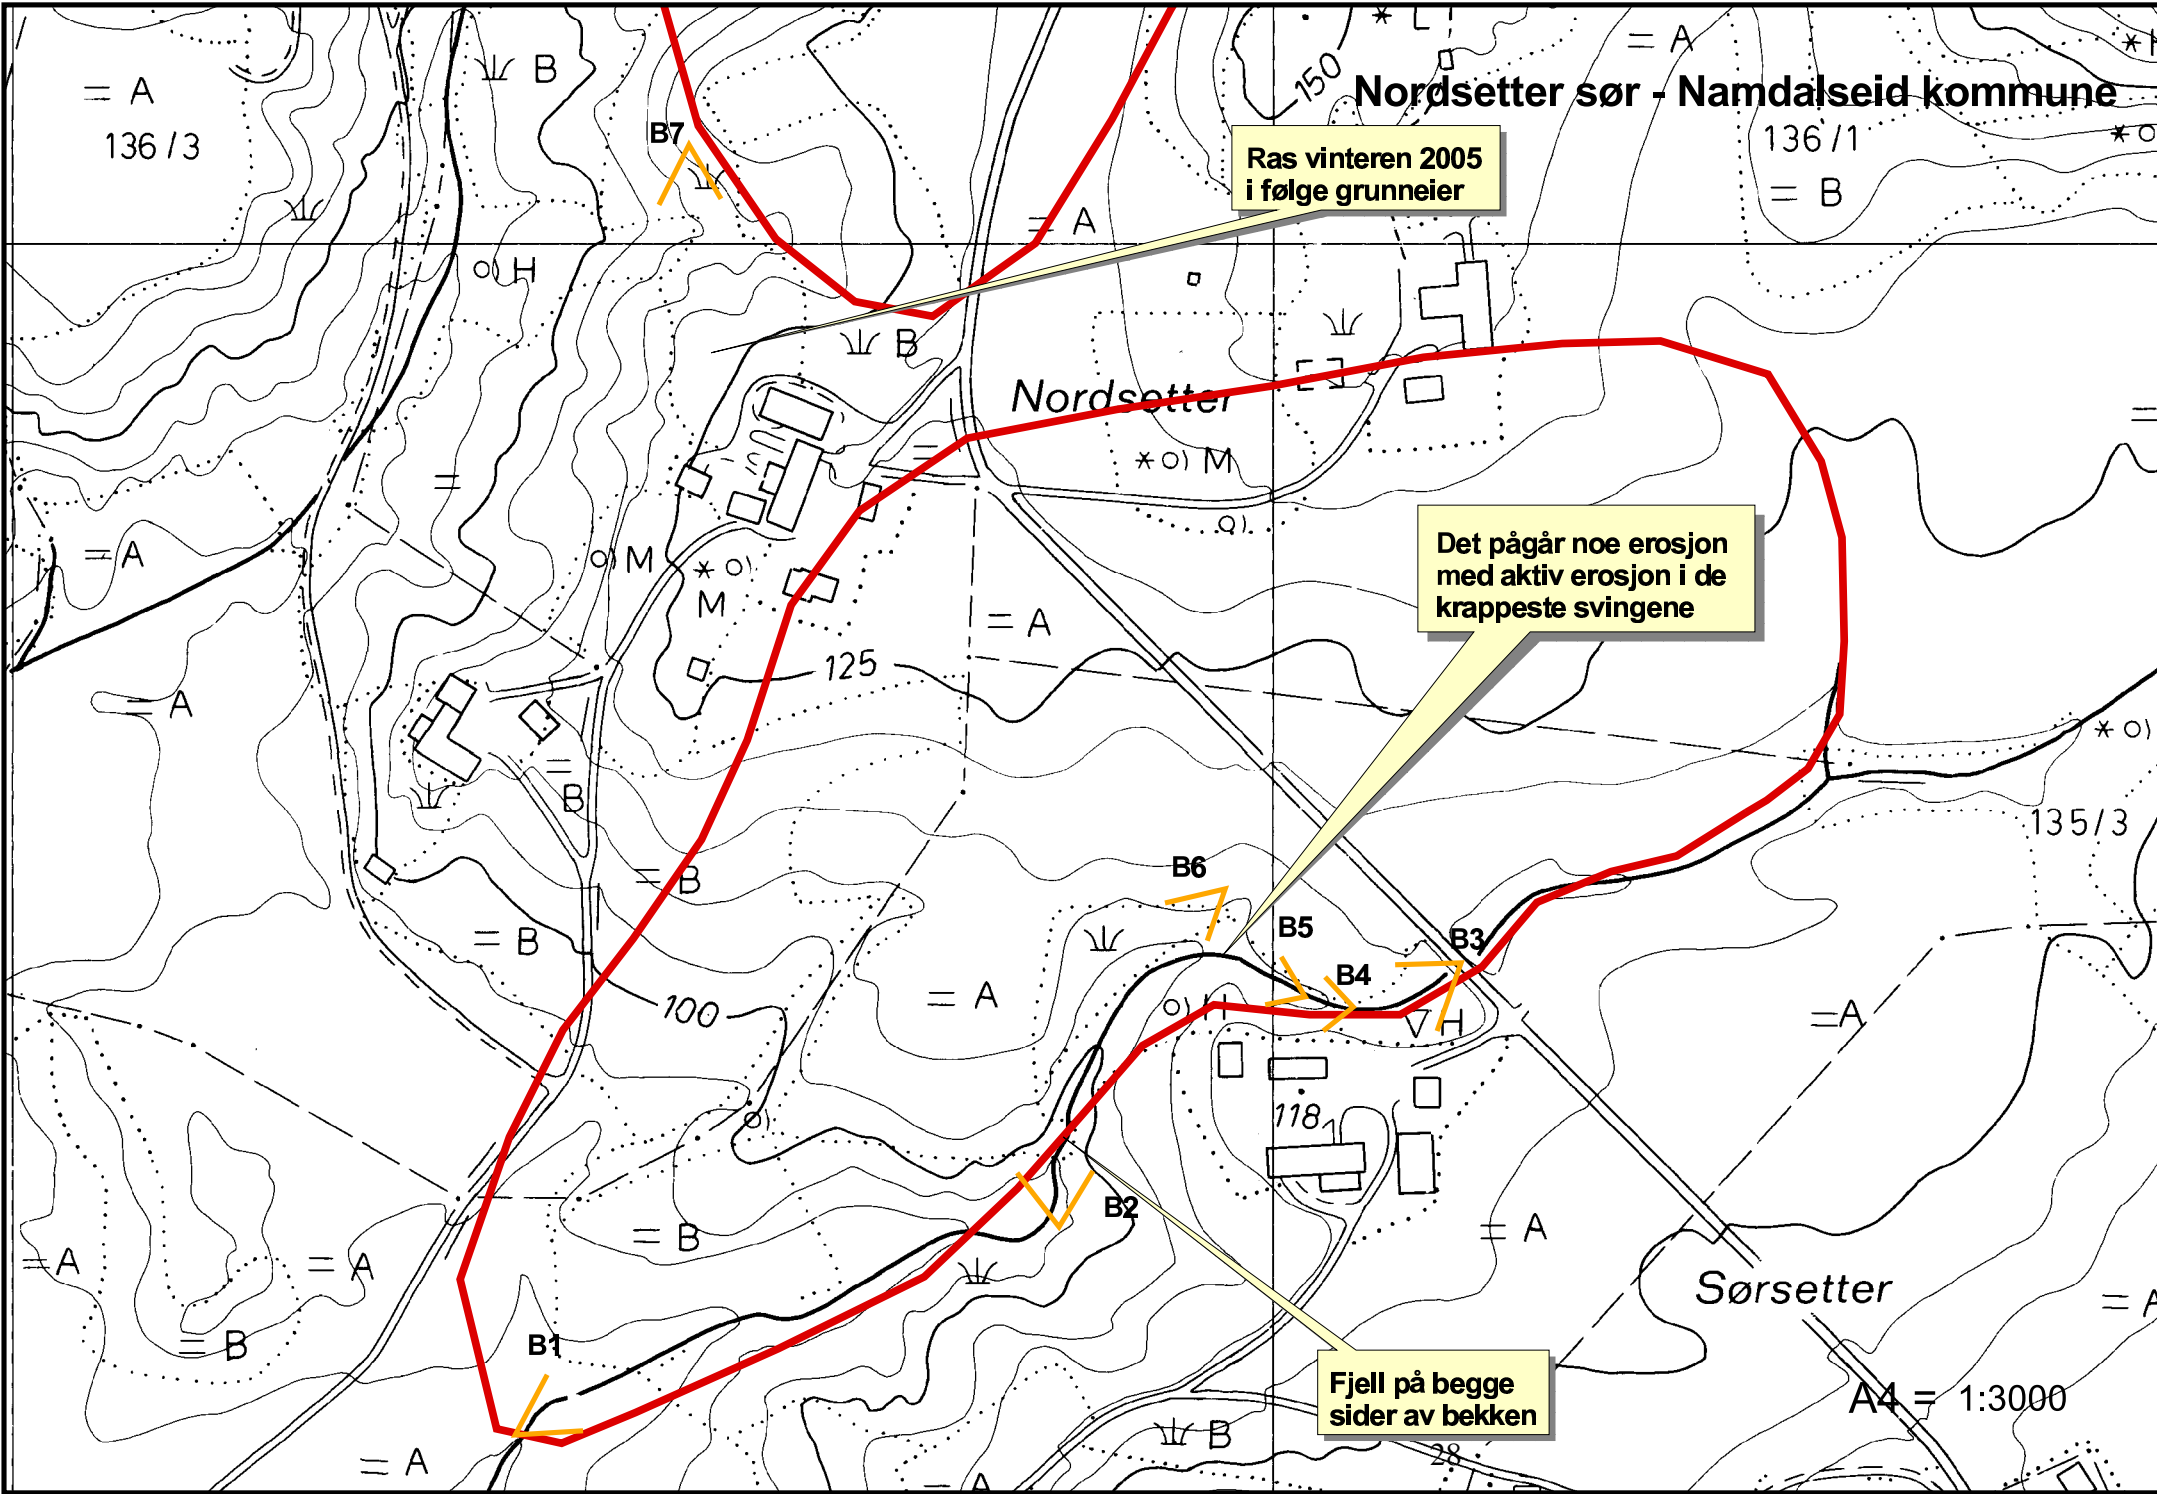 Nordsetter sør - Namdalseid kommune
150
A
B
A
136/3
B7
136/1
B
Ras vinteren 2005
i følge grunneier
A
H
B
Nordsetter
M
A
M
M
Det pågår noe erosjon
med aktiv erosjon i de
krappeste svingene
A
125
A
B
135/3
B
B6
B5
B3
B4
B
A
100
H
H
A
118
B2
A
B
A
A
Sørsetter
A
B
B1
Fjell på begge
sider av bekken
A4 = 1:3000
B
28
A
A